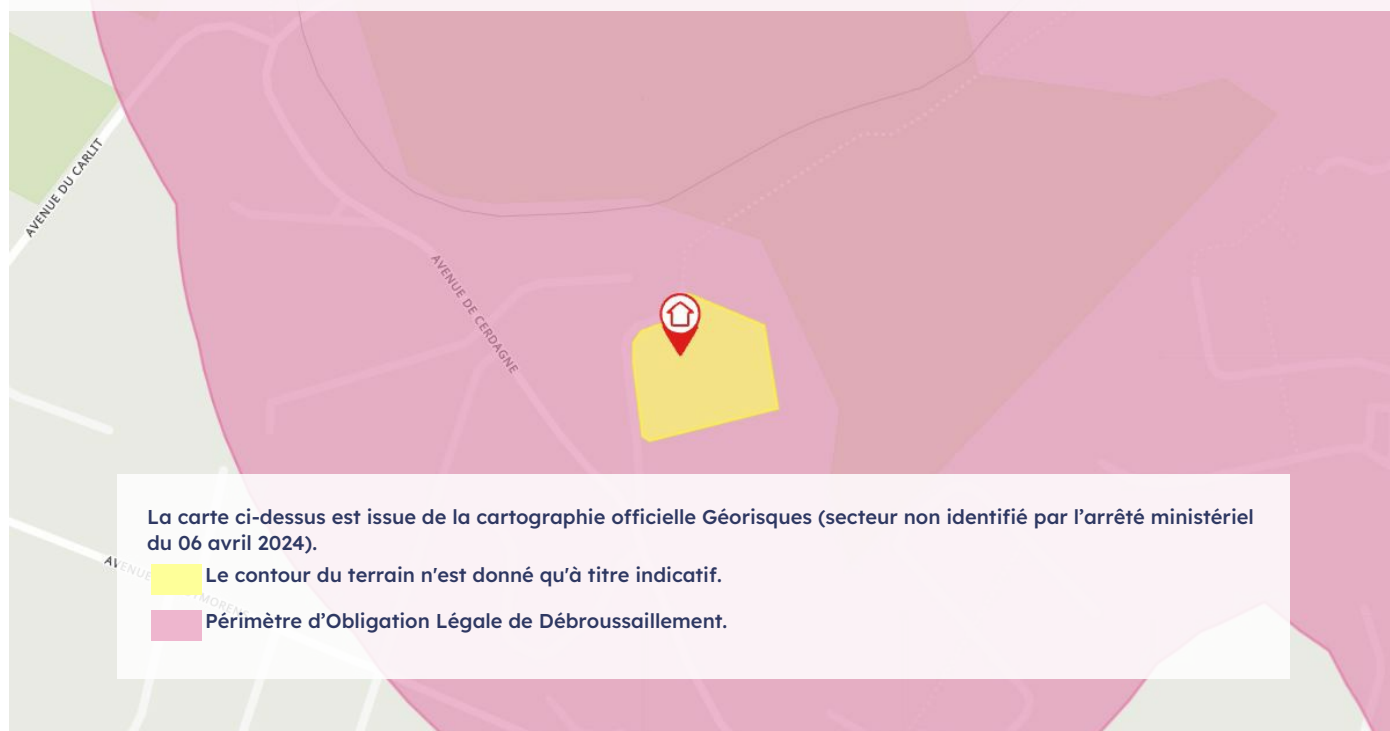 AVENUE DU CARLIT
AVENUE DE CERDAGNE
La carte ci-dessus est issue de la cartographie officielle Géorisques (secteur non identifié par l’arrêté ministériel
du 06 avril 2024).
AVENUE
Le contour du terrain n'est donné qu'à titre indicatif.
Périmètre d’Obligation Légale de Débroussaillement.